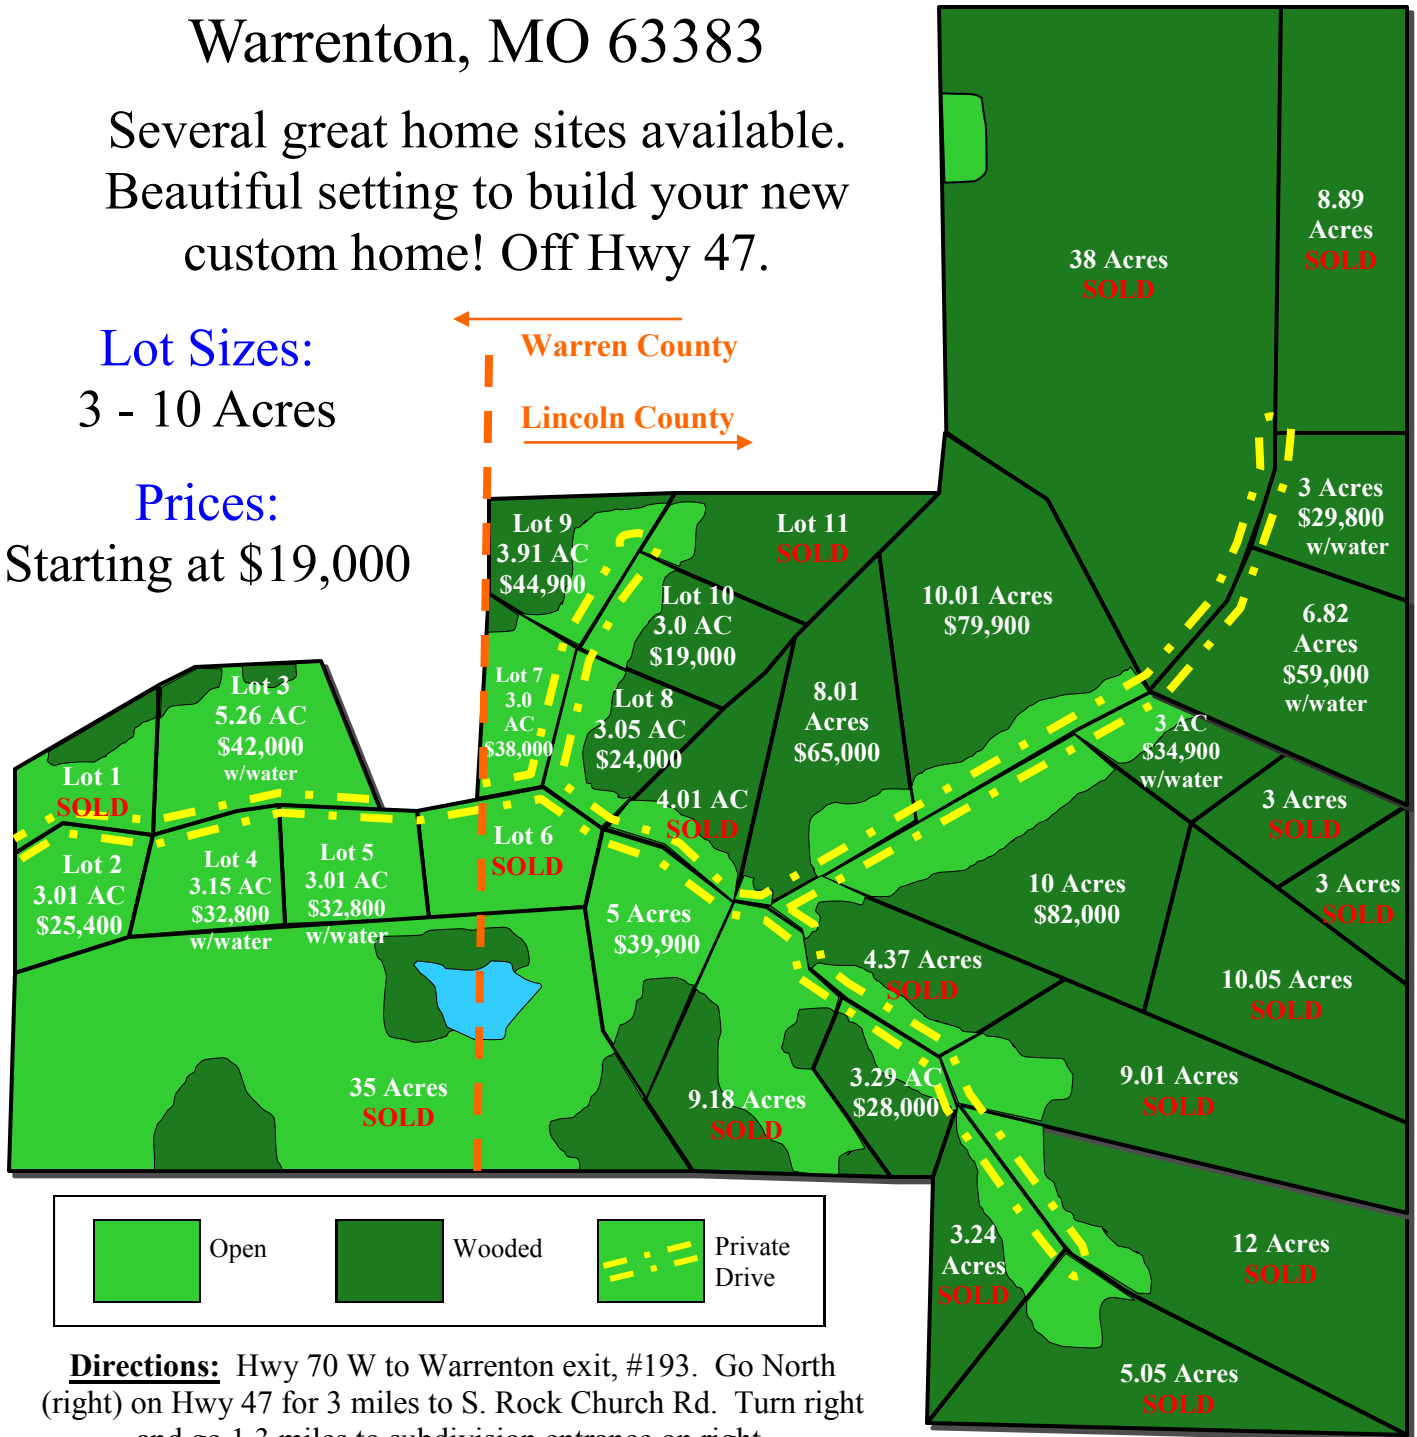 Warrenton, MO 63383
Several great home sites available.
Beautiful setting to build your new
custom home! Off Hwy 47.
Lot Sizes:
3 - 10 Acres
Prices:
Starting at $19,000
Warren County
Lincoln County
38 Acres
SOLD
8.89
Acres
SOLD
3 Acres
$29,800
w/water
6.82
Acres
$59,000
w/water
Lot 9
3.91 AC
$44,900
Lot 11
SOLD
Lot 10
3.0 AC
$19,000
10.01 Acres
$79,900
Lot 7
3.0
AC
$38,000
Lot 8
3.05 AC
$24,000
8.01
Acres
$65,000
3 AC
$34,900
w/water
Lot 3
5.26 AC
$42,000
w/water
Lot 1
SOLD
4.01 AC
SOLD
3 Acres
SOLD
Lot 2
3.01 AC
$25,400
Lot 4
3.15 AC
$32,800
w/water
Lot 5
3.01 AC
$32,800
w/water
Lot 6
SOLD
5 Acres
$39,900
10 Acres
$82,000
3 Acres
SOLD
4.37 Acres
SOLD
10.05 Acres
SOLD
35 Acres
SOLD
9.18 Acres
SOLD
3.29 AC
$28,000
9.01 Acres
SOLD
3.24
Acres
SOLD
12 Acres
SOLD
5.05 Acres
SOLD
Open
Wooded
Private
Drive
Directions: Hwy 70 W to Warrenton exit, #193. Go North
(right) on Hwy 47 for 3 miles to S. Rock Church Rd. Turn right
and go 1.3 miles to subdivision entrance on right.